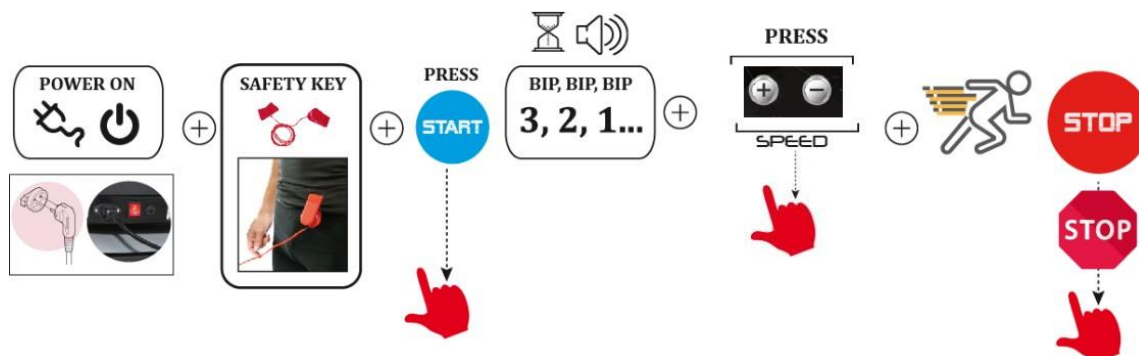 POWER ON
SAFETY KEY
PRESS
START
BIP, BIP, BIP
3, 2, 1...
PRESS
+ −
SPEED
STOP
STOP